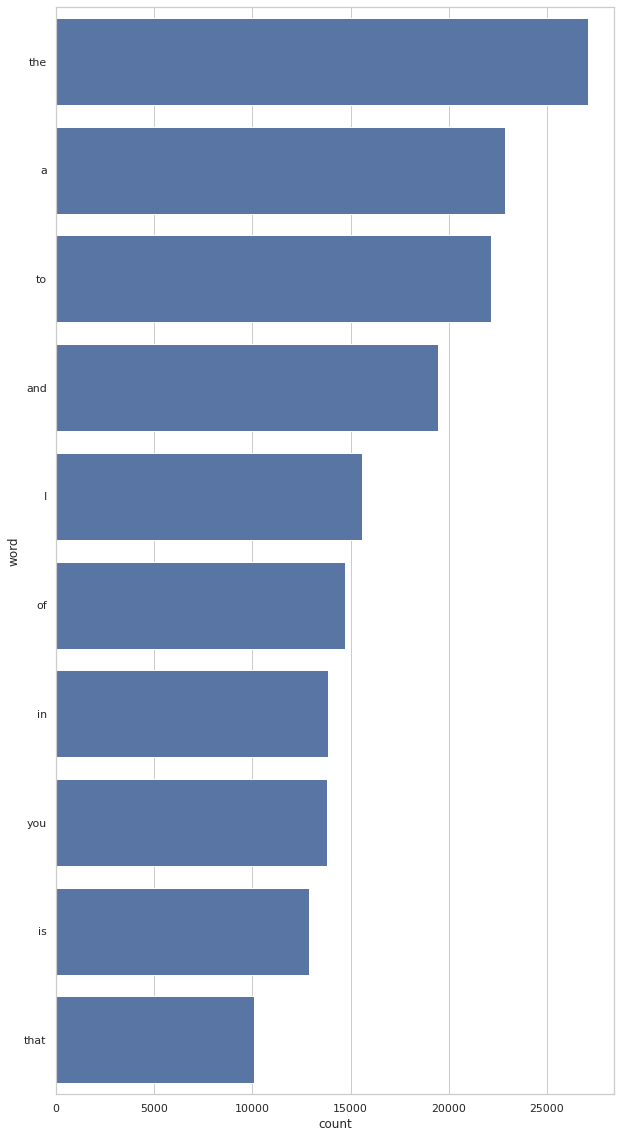 the
a
to
and
I
of
in
you
is
that
word
0 5000 10000 15000 20000 25000
count